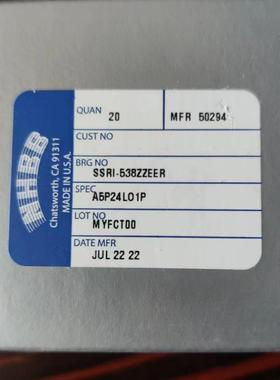 NHBB
Chatsworth, CA 91311
MADE IN U.S.A.
QUAN 20 MFR 50294
CUST NO
BRG NO
SSRI-538ZZEER
SPEC
A5P24LO1P
LOT NO
MYFCT00
DATE MFR
JUL 22 22